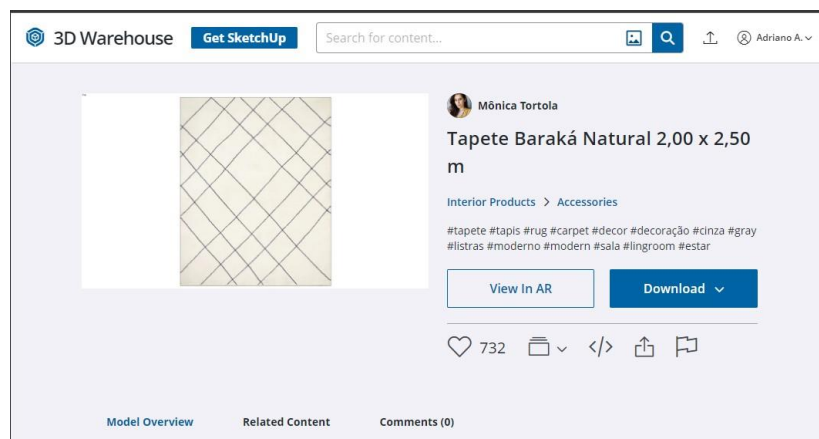 3D Warehouse
Get SketchUp
Search for content...
Adriano A.
Mônica Tortola
Tapete Baraká Natural 2,00 x 2,50
m
Interior Products > Accessories
#tapete #tapis #rug #carpet #decor #decoração #cinza #gray
#listras #moderno #modern #sala #lingroom #estar
View In AR
Download
732
Model Overview
Related Content
Comments (0)